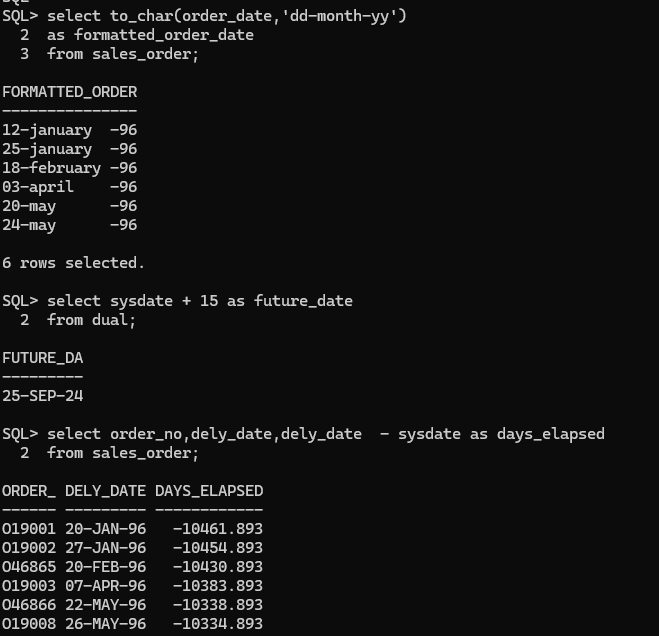 SQL> select to_char(order_date,'dd-month-yy')
  2  as formatted_order_date
  3  from sales_order;

FORMATTED_ORDER
---------------
12-january  -96
25-january  -96
18-february -96
03-april    -96
20-may      -96
24-may      -96

6 rows selected.

SQL> select sysdate + 15 as future_date
  2  from dual;

FUTURE_DA
---------
25-SEP-24

SQL> select order_no,dely_date,dely_date  - sysdate as days_elapsed
  2  from sales_order;

ORDER_ DELY_DATE DAYS_ELAPSED
------ --------- ------------
O19001 20-JAN-96   -10461.893
O19002 27-JAN-96   -10454.893
O46865 20-FEB-96   -10430.893
O19003 07-APR-96   -10383.893
O46866 22-MAY-96   -10338.893
O19008 26-MAY-96   -10334.893